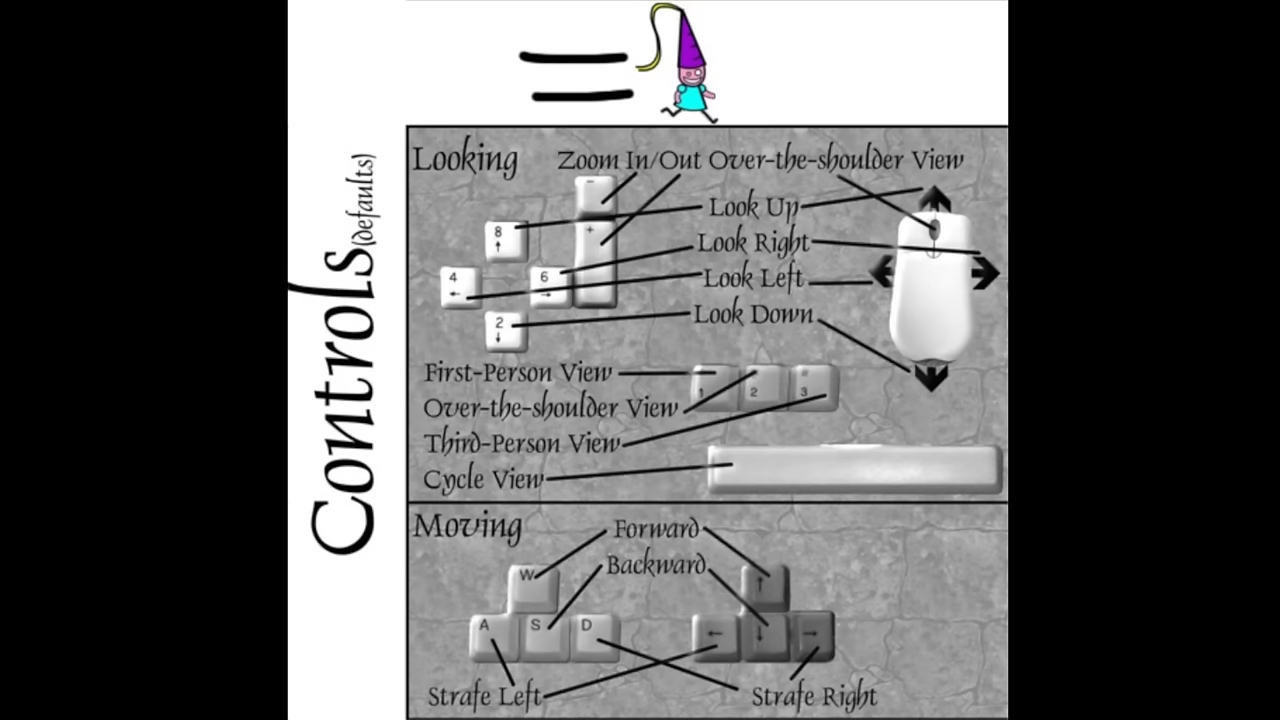 Controls (defaults)
Looking
Zoom In/Out Over-the-shoulder View
-
Look Up
8
+
Look Right
4
6
Look Left
2
Look Down
First-Person View
1
2
#
3
Over-the-shoulder View
Third-Person View
Cycle View
Moving
Forward
Backward
W
A S D
Strafe Left
Strafe Right